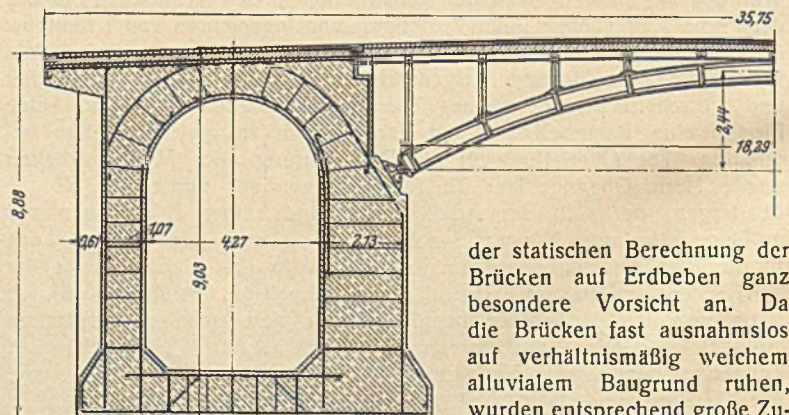 35,75
2,44
18,29
8,88
0,61
1,07
4,27
2,13
9,03
der statischen Berechnung der
Brücken auf Erdbeben ganz
besondere Vorsicht an. Da
die Brücken fast ausnahmslos
auf verhältnismäßig weichem
alluvialem Baugrund ruhen,
wurden entsprechend große Zu-